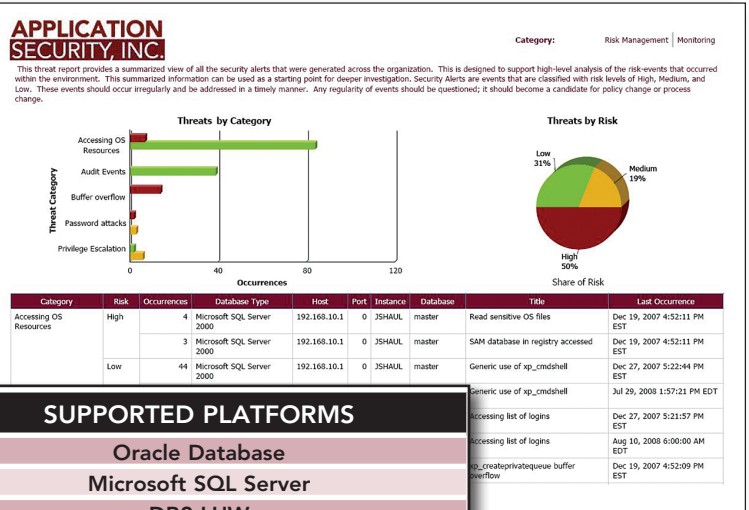 APPLICATION
SECURITY, INC.
Category: Risk Management | Monitoring
This threat report provides a summarized view of all the security alerts that were generated across the organization. This is designed to support high-level analysis of the risk-events that occurred
within the environment. This summarized information can be used as a starting point for deeper investigation. Security Alerts are events that are classified with risk levels of High, Medium, and
Low. These events should occur irregularly and be addressed in a timely manner. Any regularity of events should be questioned; it should become a candidate for policy change or process
change.
Threats by Category
Threat Category
Accessing OS
Resources
Audit Events
Buffer overflow
Password attacks
Privilege Escalation
0 40 80 120
Occurrences
Threats by Risk
Low
31%
Medium
19%
High
50%
Share of Risk
Category Risk Occurrences Database Type Host Port Instance Database Title Last Occurrence
Accessing OS High 4 Microsoft SQL Server 192.168.10.1 0 JSHAUL master Read sensitive OS files Dec 19, 2007 4:52:11 PM
Resources 2000 EST
3 Microsoft SQL Server 192.168.10.1 0 JSHAUL master SAM database in registry accessed Dec 19, 2007 4:52:11 PM
2000 EST
Low 44 Microsoft SQL Server 192.168.10.1 0 JSHAUL master Generic use of xp_cmdshell Dec 27, 2007 5:22:44 PM
2000 EST
Generic use of xp_cmdshell Jul 29, 2008 1:57:21 PM EDT
Accessing list of logins Dec 27, 2007 5:21:57 PM
EST
Accessing list of logins Aug 10, 2008 6:00:00 AM
EDT
xp_createprivatequeue buffer Dec 19, 2007 4:52:09 PM
overflow EST
SUPPORTED PLATFORMS
Oracle Database
Microsoft SQL Server